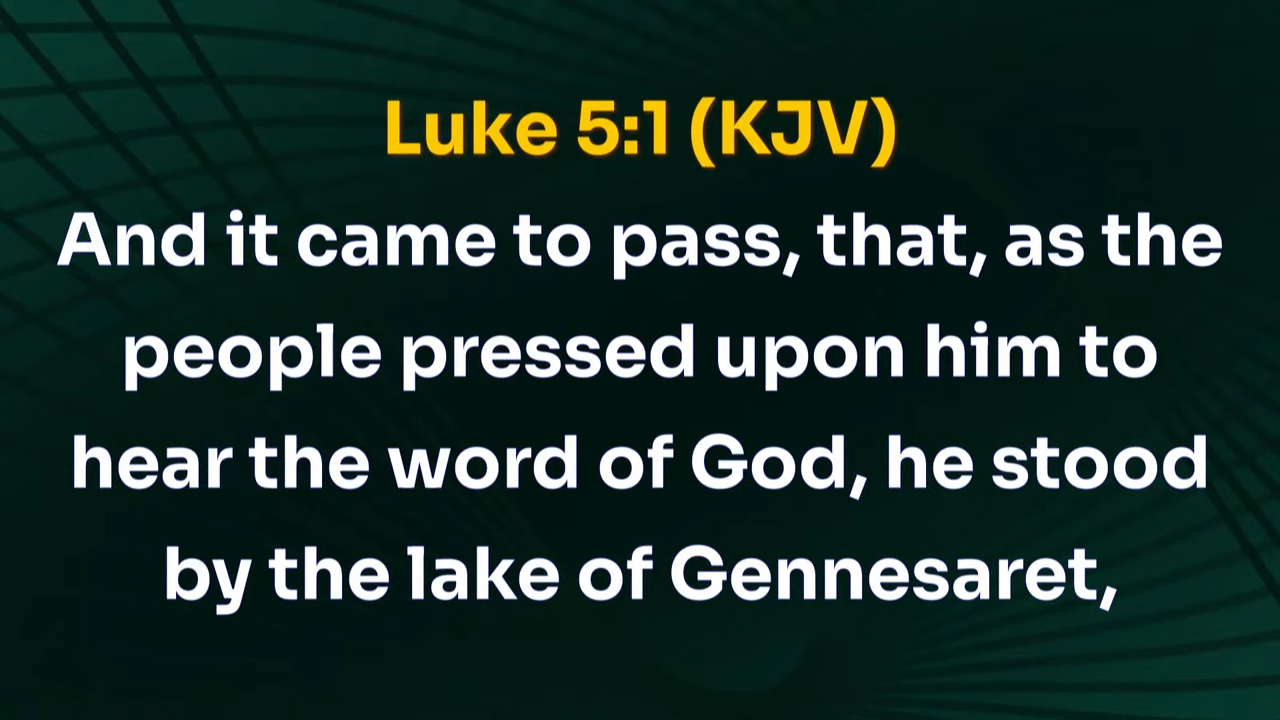 Luke 5:1 (KJV)
And it came to pass, that, as the
people pressed upon him to
hear the word of God, he stood
by the lake of Gennesaret,